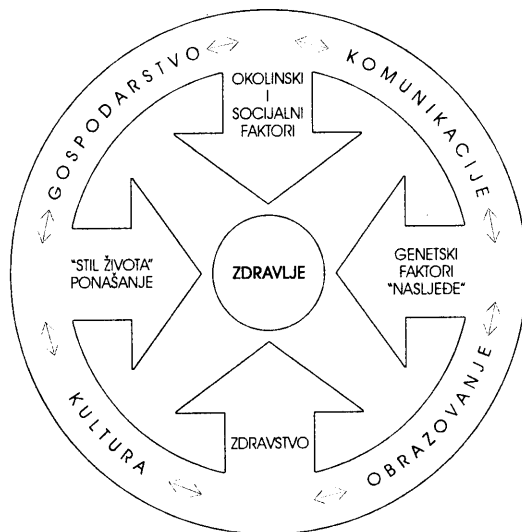 GOSPODARSTVO
KOMUNIKACIJE
OKOLINSKI
I
SOCIJALNI
FAKTORI
"STIL ŽIVOTA"
PONAŠANJE
ZDRAVLJE
GENETSKI
FAKTORI
"NASLJEĐE"
ZDRAVSTVO
KULTURA
OBRAZOVANJE